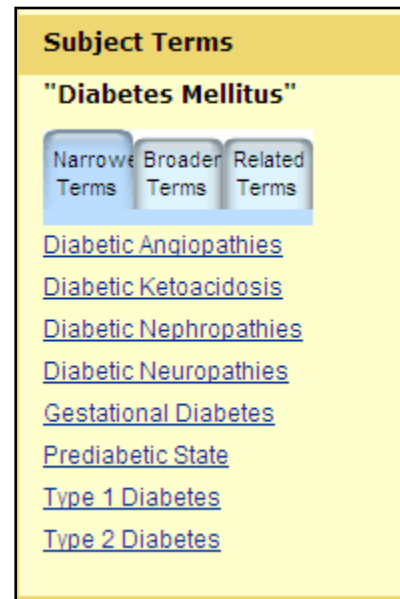 Subject Terms
"Diabetes Mellitus"
Narrowe Broader Related
Terms Terms Terms
Diabetic Angiopathies
Diabetic Ketoacidosis
Diabetic Nephropathies
Diabetic Neuropathies
Gestational Diabetes
Prediabetic State
Type 1 Diabetes
Type 2 Diabetes